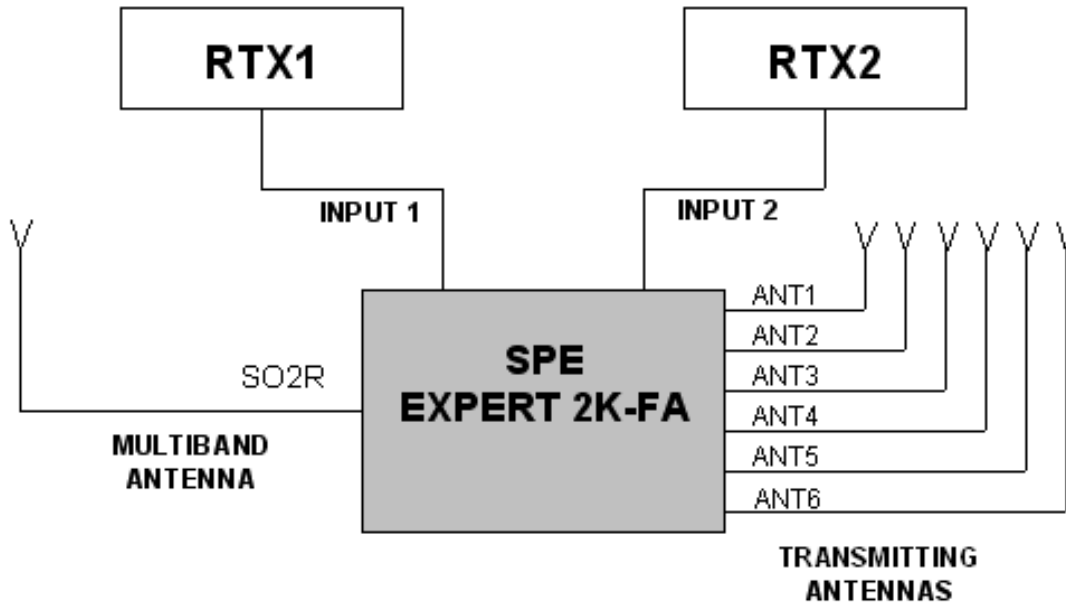 RTX1
RTX2
INPUT 1
INPUT 2
ANT1
ANT2
ANT3
ANT4
ANT5
ANT6
SPE
EXPERT 2K-FA
SO2R
MULTIBAND
ANTENNA
TRANSMITTING
ANTENNAS